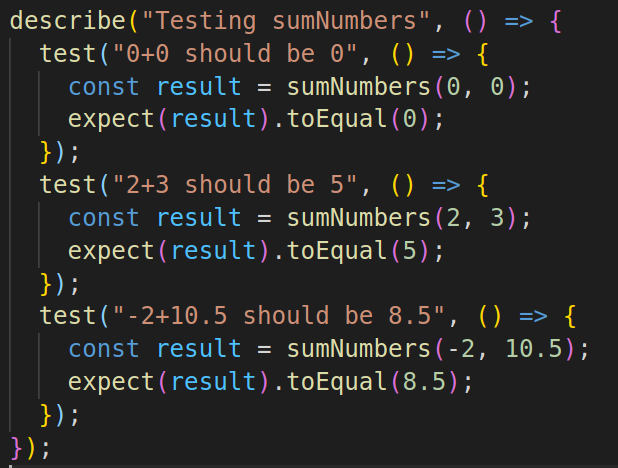 describe("Testing sumNumbers", () => {
  test("0+0 should be 0", () => {
    const result = sumNumbers(0, 0);
    expect(result).toEqual(0);
  });
  test("2+3 should be 5", () => {
    const result = sumNumbers(2, 3);
    expect(result).toEqual(5);
  });
  test("-2+10.5 should be 8.5", () => {
    const result = sumNumbers(-2, 10.5);
    expect(result).toEqual(8.5);
  });
});